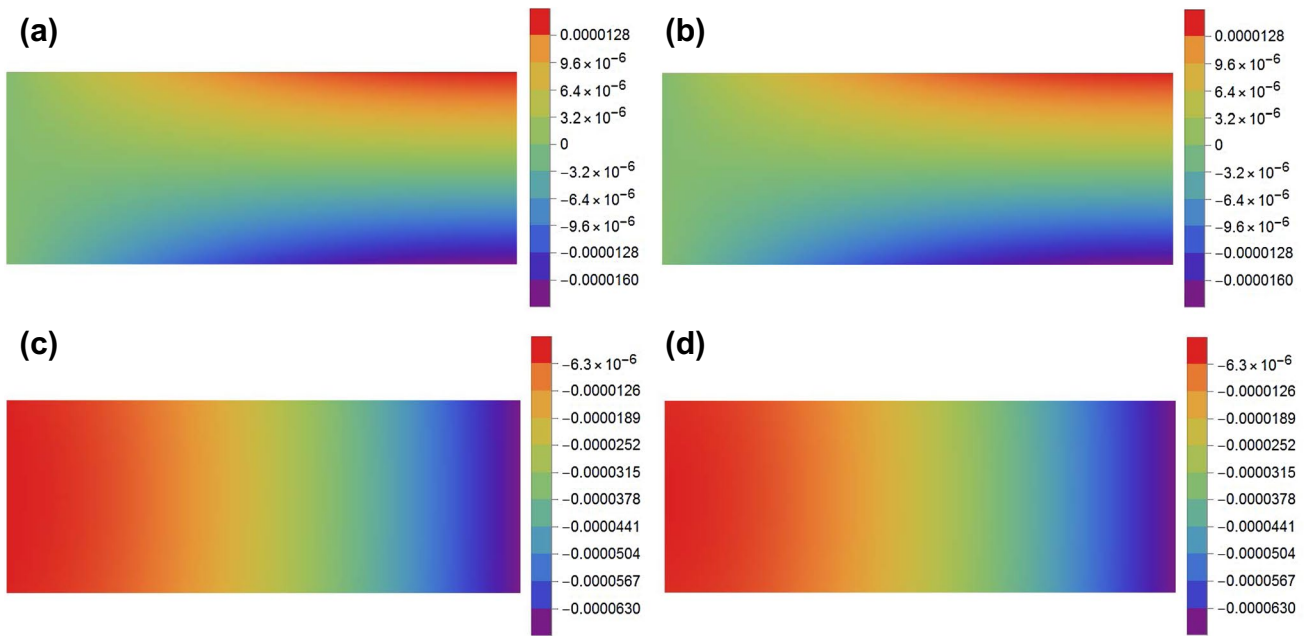 (a)
0.0000128
9.6 × 10⁻⁶
6.4 × 10⁻⁶
3.2 × 10⁻⁶
0
−3.2 × 10⁻⁶
−6.4 × 10⁻⁶
−9.6 × 10⁻⁶
−0.0000128
−0.0000160
(b)
0.0000128
9.6 × 10⁻⁶
6.4 × 10⁻⁶
3.2 × 10⁻⁶
0
−3.2 × 10⁻⁶
−6.4 × 10⁻⁶
−9.6 × 10⁻⁶
−0.0000128
−0.0000160
(c)
−6.3 × 10⁻⁶
−0.0000126
−0.0000189
−0.0000252
−0.0000315
−0.0000378
−0.0000441
−0.0000504
−0.0000567
−0.0000630
(d)
−6.3 × 10⁻⁶
−0.0000126
−0.0000189
−0.0000252
−0.0000315
−0.0000378
−0.0000441
−0.0000504
−0.0000567
−0.0000630